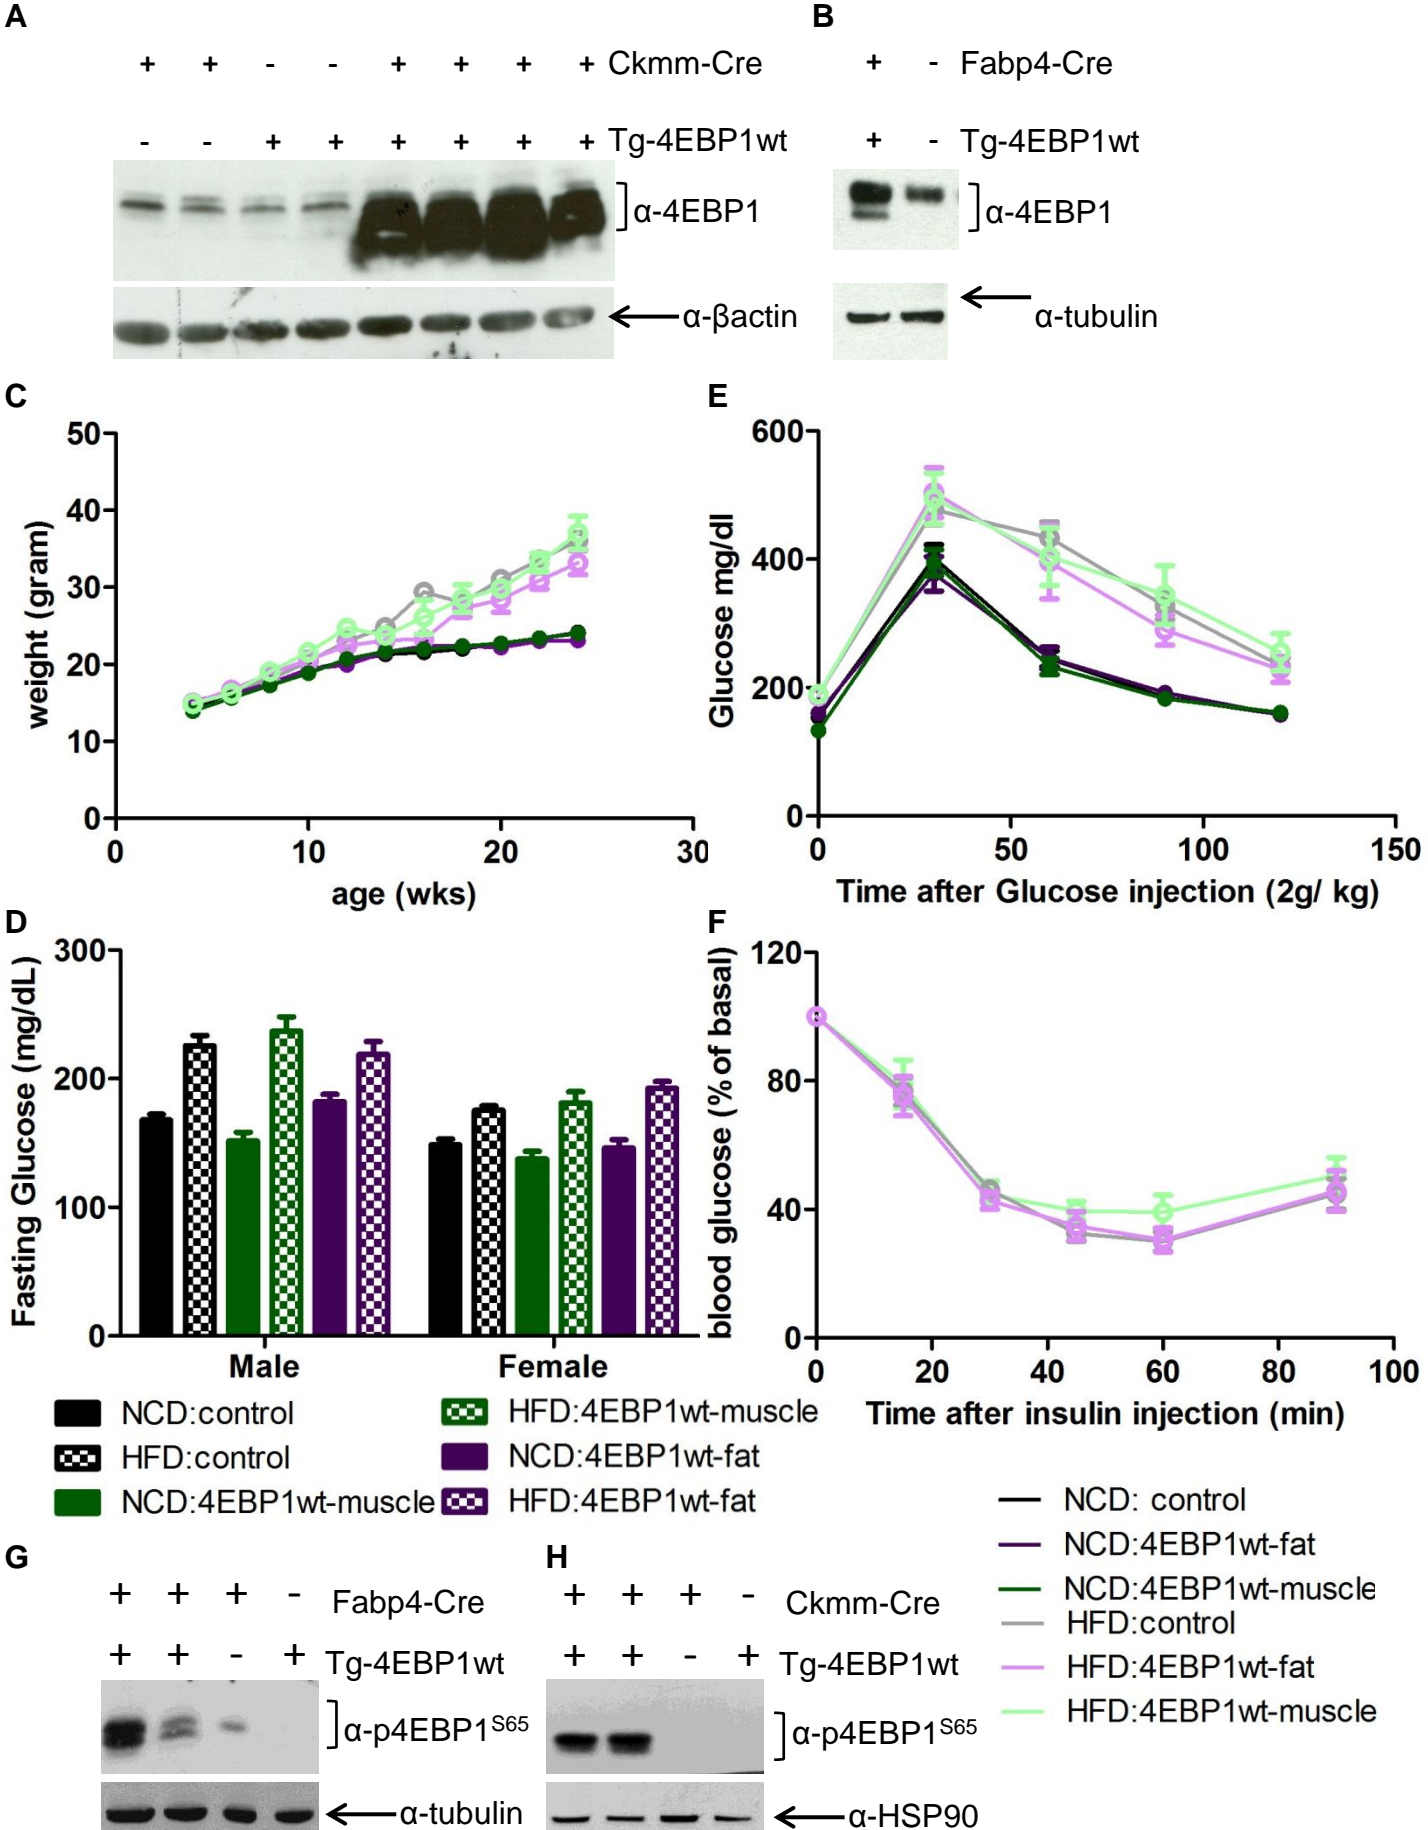 A
+ + - - + + + + Ckmm-Cre
- - + + + + + + Tg-4EBP1wt
α-4EBP1
α-βactin
B
+ - Fabp4-Cre
+ - Tg-4EBP1wt
α-4EBP1
α-tubulin
C
50
40
30
20
10
0
0 10 20 30
weight (gram)
age (wks)
E
600
400
200
0
0 50 100 150
Glucose mg/dl
Time after Glucose injection (2g/ kg)
D
300
200
100
0
Fasting Glucose (mg/dL)
Male Female
NCD:control
HFD:control
NCD:4EBP1wt-muscle
HFD:4EBP1wt-muscle
NCD:4EBP1wt-fat
HFD:4EBP1wt-fat
F
120
80
40
0
0 20 40 60 80 100
blood glucose (% of basal)
Time after insulin injection (min)
NCD: control
NCD:4EBP1wt-fat
NCD:4EBP1wt-muscle
HFD:control
HFD:4EBP1wt-fat
HFD:4EBP1wt-muscle
G
+ + + - Fabp4-Cre
+ + - + Tg-4EBP1wt
α-p4EBP1S65
α-tubulin
H
+ + + - Ckmm-Cre
+ + - + Tg-4EBP1wt
α-p4EBP1S65
α-HSP90